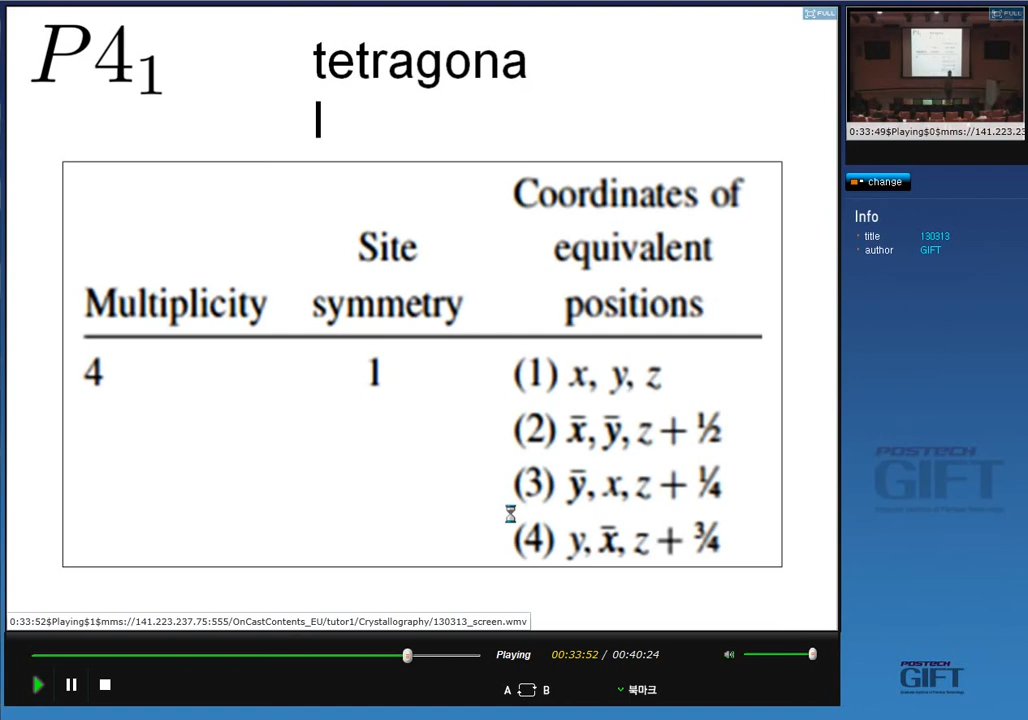 P4₁
tetragona
l
Multiplicity
Site
symmetry
Coordinates of
equivalent
positions
4
1
(1) x, y, z
(2) x̄, ȳ, z + ½
(3) ȳ, x, z + ¼
(4) y, x̄, z + ¾
0:33:52$Playing$1$mms://141.223.237.75:555/OnCastContents_EU/tutor1/Crystallography/130313_screen.wmv
Playing
00:33:52 / 00:40:24
A B
북마크
FULL
FULL
0:33:49$Playing$0$mms://141.223.23
change
Info
title 130313
author GIFT
POSTECH
GIFT
POSTECH
GIFT